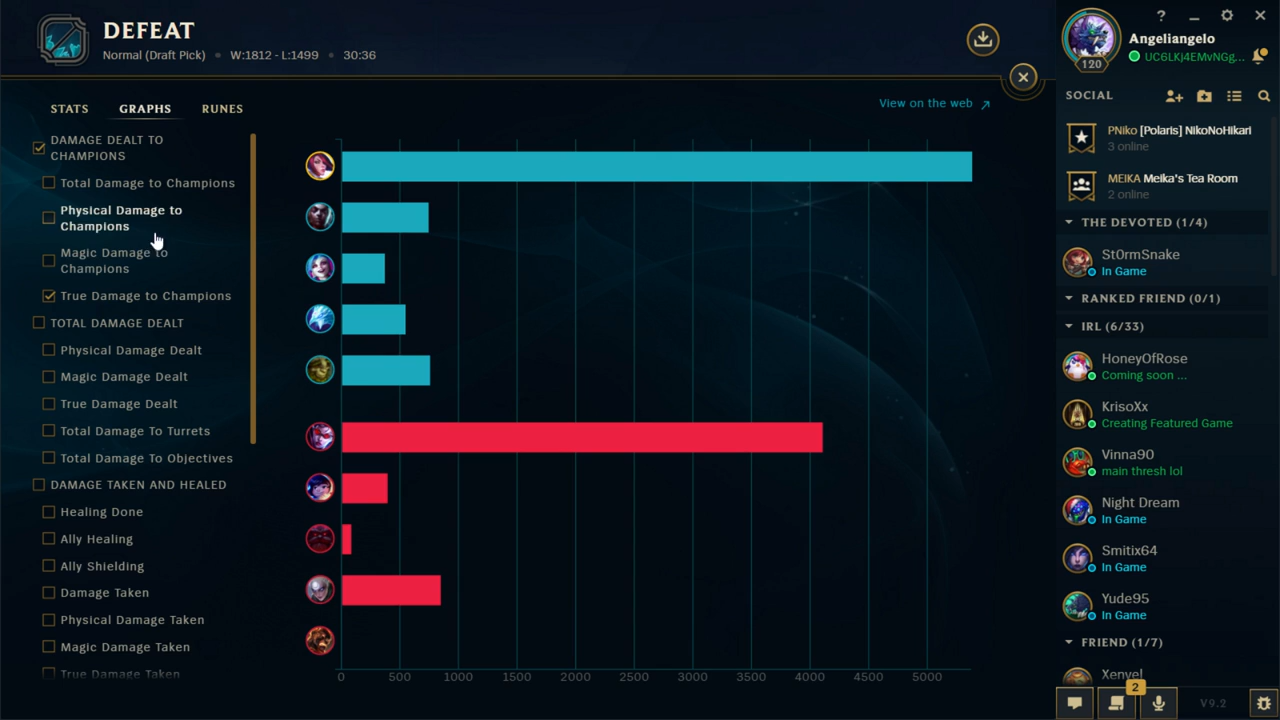 DEFEAT
Normal (Draft Pick) • W:1812 - L:1499 • 30:36
STATS GRAPHS RUNES
View on the web
DAMAGE DEALT TO
CHAMPIONS
Total Damage to Champions
Physical Damage to
Champions
Magic Damage to
Champions
True Damage to Champions
TOTAL DAMAGE DEALT
Physical Damage Dealt
Magic Damage Dealt
True Damage Dealt
Total Damage To Turrets
Total Damage To Objectives
DAMAGE TAKEN AND HEALED
Healing Done
Ally Healing
Ally Shielding
Damage Taken
Physical Damage Taken
Magic Damage Taken
True Damage Taken
0 500 1000 1500 2000 2500 3000 3500 4000 4500 5000
?
Angeliangelo
120
UC6LKJ4EMvNGg...
SOCIAL
PNiko [Polaris] NikoNoHikari
3 online
MEIKA Meika's Tea Room
2 online
THE DEVOTED (1/4)
St0rmSnake
In Game
RANKED FRIEND (0/1)
IRL (6/33)
HoneyOfRose
Coming soon ...
KrisoXx
Creating Featured Game
Vinna90
main thresh lol
Night Dream
In Game
Smitix64
In Game
Yude95
In Game
FRIEND (1/7)
Xenyel
2
V9.2